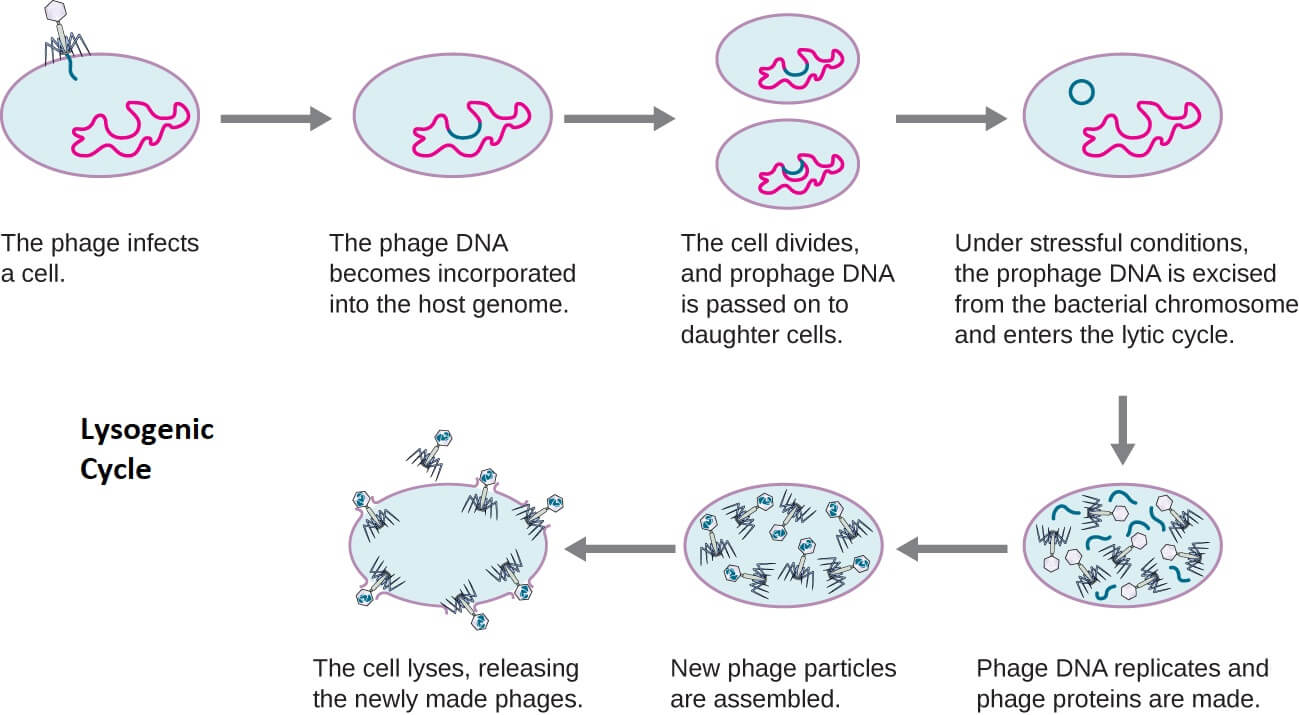 The phage infects
a cell.
The phage DNA
becomes incorporated
into the host genome.
The cell divides,
and prophage DNA
is passed on to
daughter cells.
Under stressful conditions,
the prophage DNA is excised
from the bacterial chromosome
and enters the lytic cycle.
Lysogenic
Cycle
The cell lyses, releasing
the newly made phages.
New phage particles
are assembled.
Phage DNA replicates and
phage proteins are made.